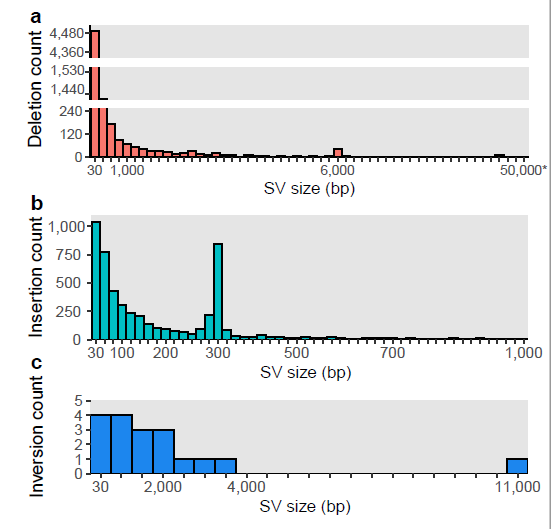 a
Deletion count
4,480
4,360
1,530
1,440
240
120
0
30 1,000 6,000 50,000*
SV size (bp)
b
Insertion count
1,000
750
500
250
0
30 100 200 300 500 700 1,000
SV size (bp)
c
Inversion count
5
4
3
2
1
0
30 2,000 4,000 11,000
SV size (bp)